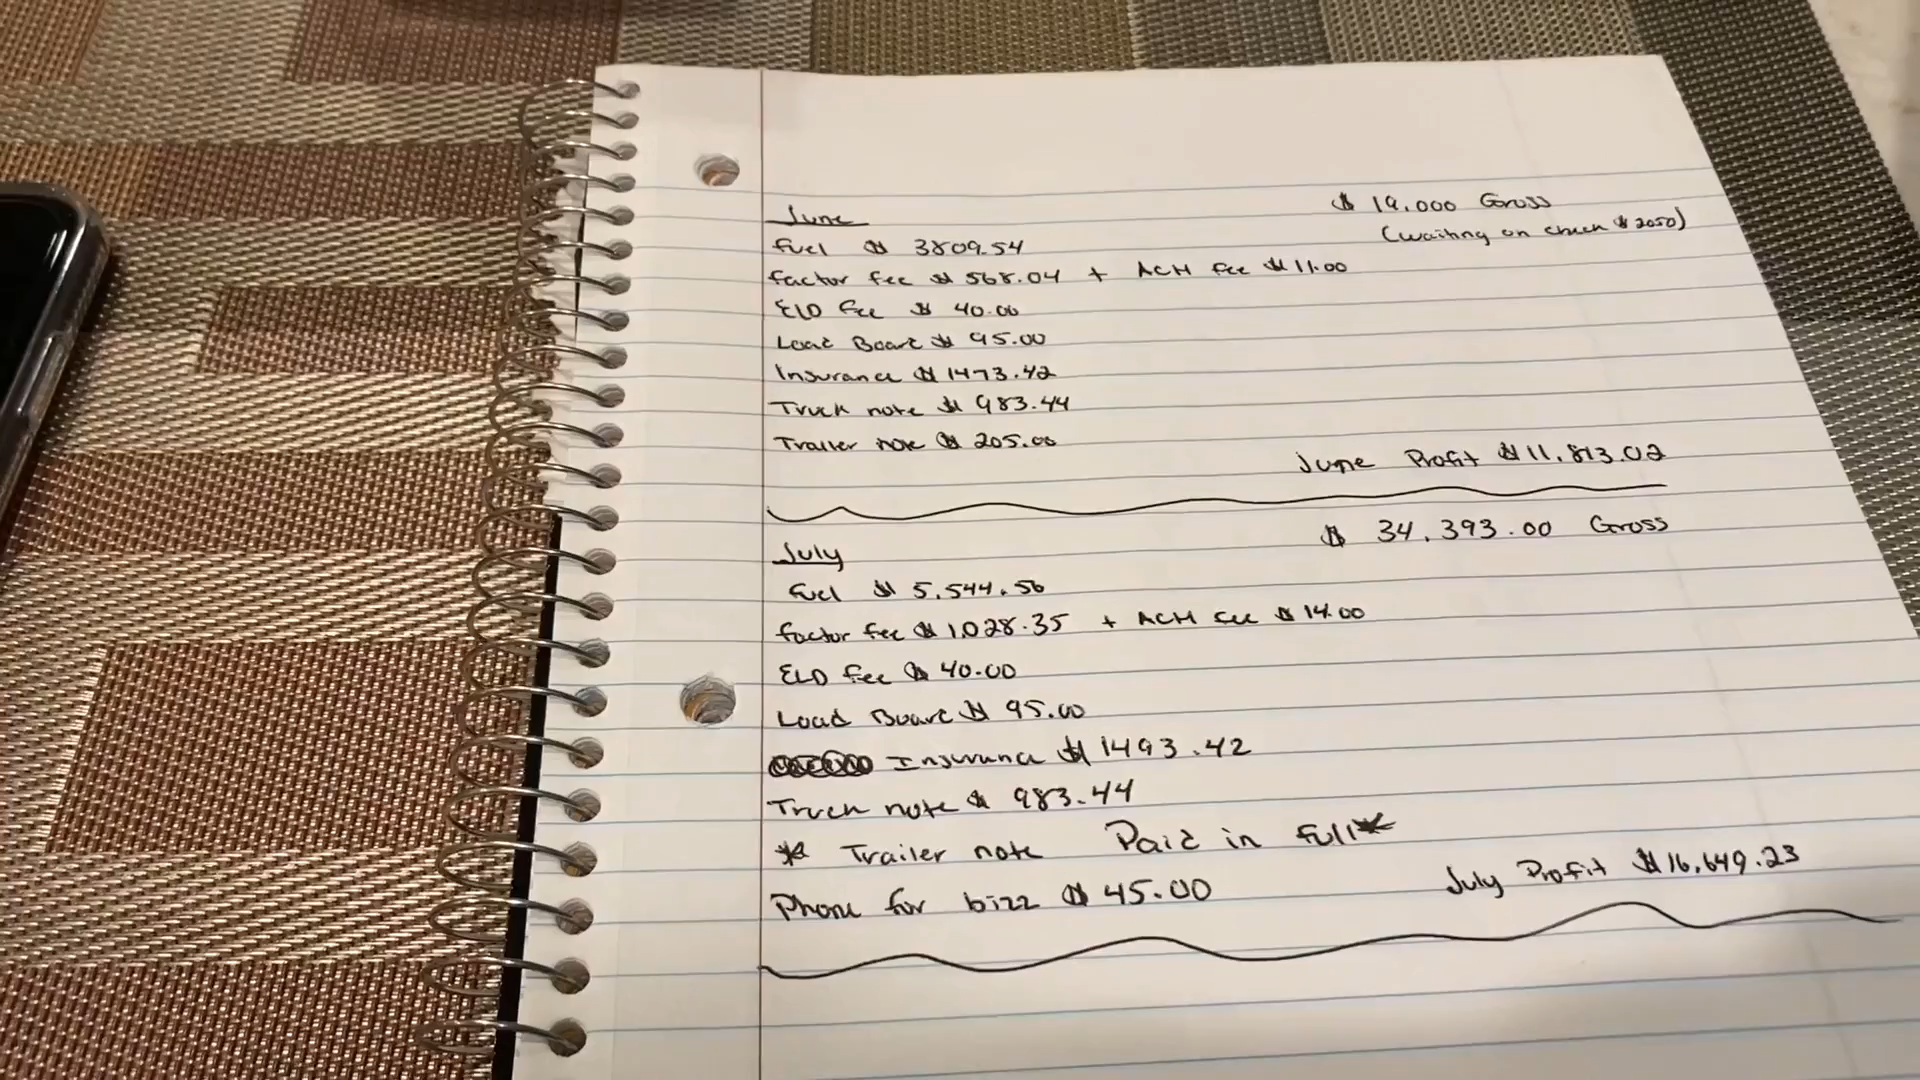 June
$ 19,000 Gross
(waiting on check $ 2050)
fuel $ 3809.54
factor fee $ 568.04 + ACH fee $ 11.00
ELD fee $ 40.00
Load Board $ 95.00
Insurance $ 1473.42
Truck note $ 983.44
Trailer note $ 205.00
June Profit $ 11,813.02
July
$ 34,393.00 Gross
fuel $ 5,544.56
factor fee $ 1,028.35 + ACH fee $ 14.00
ELD fee $ 40.00
Load Board $ 95.00
Insurance $ 1493.42
Truck note $ 983.44
* Trailer note Paid in full*
Phone for bizz $ 45.00
July Profit $ 16,649.23